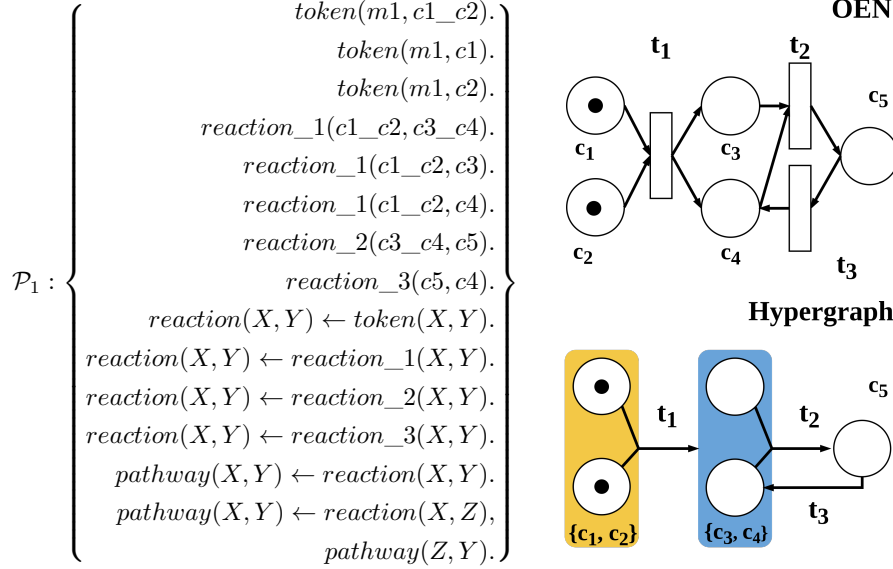 token(m1, c1_c2).
token(m1, c1).
token(m1, c2).
reaction_1(c1_c2, c3_c4).
reaction_1(c1_c2, c3).
reaction_1(c1_c2, c4).
reaction_2(c3_c4, c5).
𝒫₁ :
reaction_3(c5, c4).
reaction(X, Y) ← token(X, Y).
reaction(X, Y) ← reaction_1(X, Y).
reaction(X, Y) ← reaction_2(X, Y).
reaction(X, Y) ← reaction_3(X, Y).
pathway(X, Y) ← reaction(X, Y).
pathway(X, Y) ← reaction(X, Z),
pathway(Z, Y).
OEN
t₁
t₂
c₅
c₁
c₃
c₂
c₄
t₃
Hypergraph
c₅
t₁
t₂
t₃
{c₁, c₂}
{c₃, c₄}